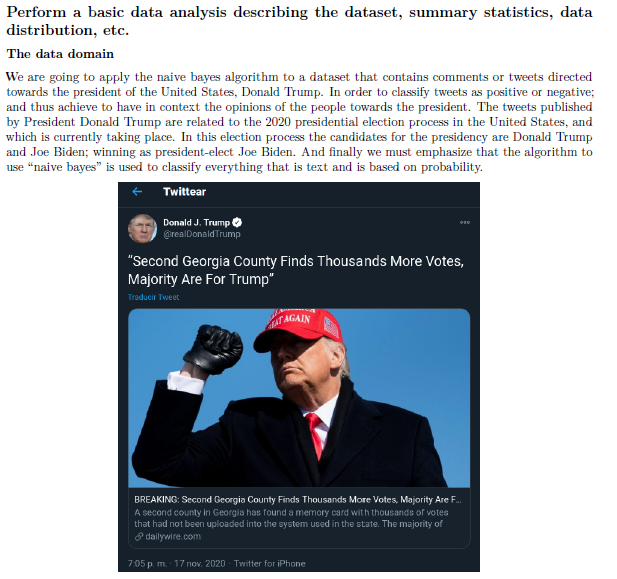 Perform a basic data analysis describing the dataset, summary statistics, data
distribution, etc.
The data domain
We are going to apply the naive bayes algorithm to a dataset that contains comments or tweets directed
towards the president of the United States, Donald Trump. In order to classify tweets as positive or negative;
and thus achieve to have in context the opinions of the people towards the president. The tweets published
by President Donald Trump are related to the 2020 presidential election process in the United States, and
which is currently taking place. In this election process the candidates for the presidency are Donald Trump
and Joe Biden; winning as president-elect Joe Biden. And finally we must emphasize that the algorithm to
use “naive bayes” is used to classify everything that is text and is based on probability.
Twittear
Donald J. Trump
@realDonaldTrump
“Second Georgia County Finds Thousands More Votes,
Majority Are For Trump”
Traducir Tweet
EAT AGAIN
BREAKING: Second Georgia County Finds Thousands More Votes, Majority Are F...
A second county in Georgia has found a memory card with thousands of votes
that had not been uploaded into the system used in the state. The majority of
dailywire.com
7:05 p. m. · 17 nov. 2020 · Twitter for iPhone